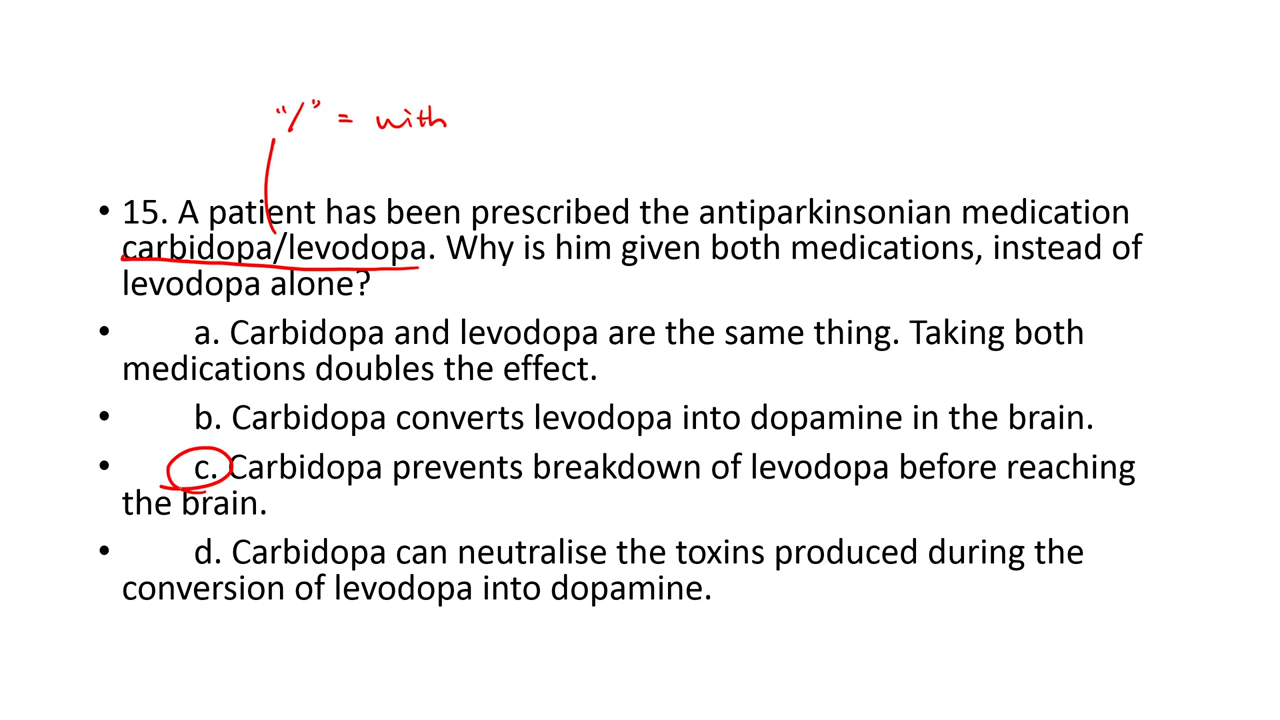 "/" = with
• 15. A patient has been prescribed the antiparkinsonian medication
carbidopa/levodopa. Why is him given both medications, instead of
levodopa alone?
• a. Carbidopa and levodopa are the same thing. Taking both
medications doubles the effect.
• b. Carbidopa converts levodopa into dopamine in the brain.
• c. Carbidopa prevents breakdown of levodopa before reaching
the brain.
• d. Carbidopa can neutralise the toxins produced during the
conversion of levodopa into dopamine.